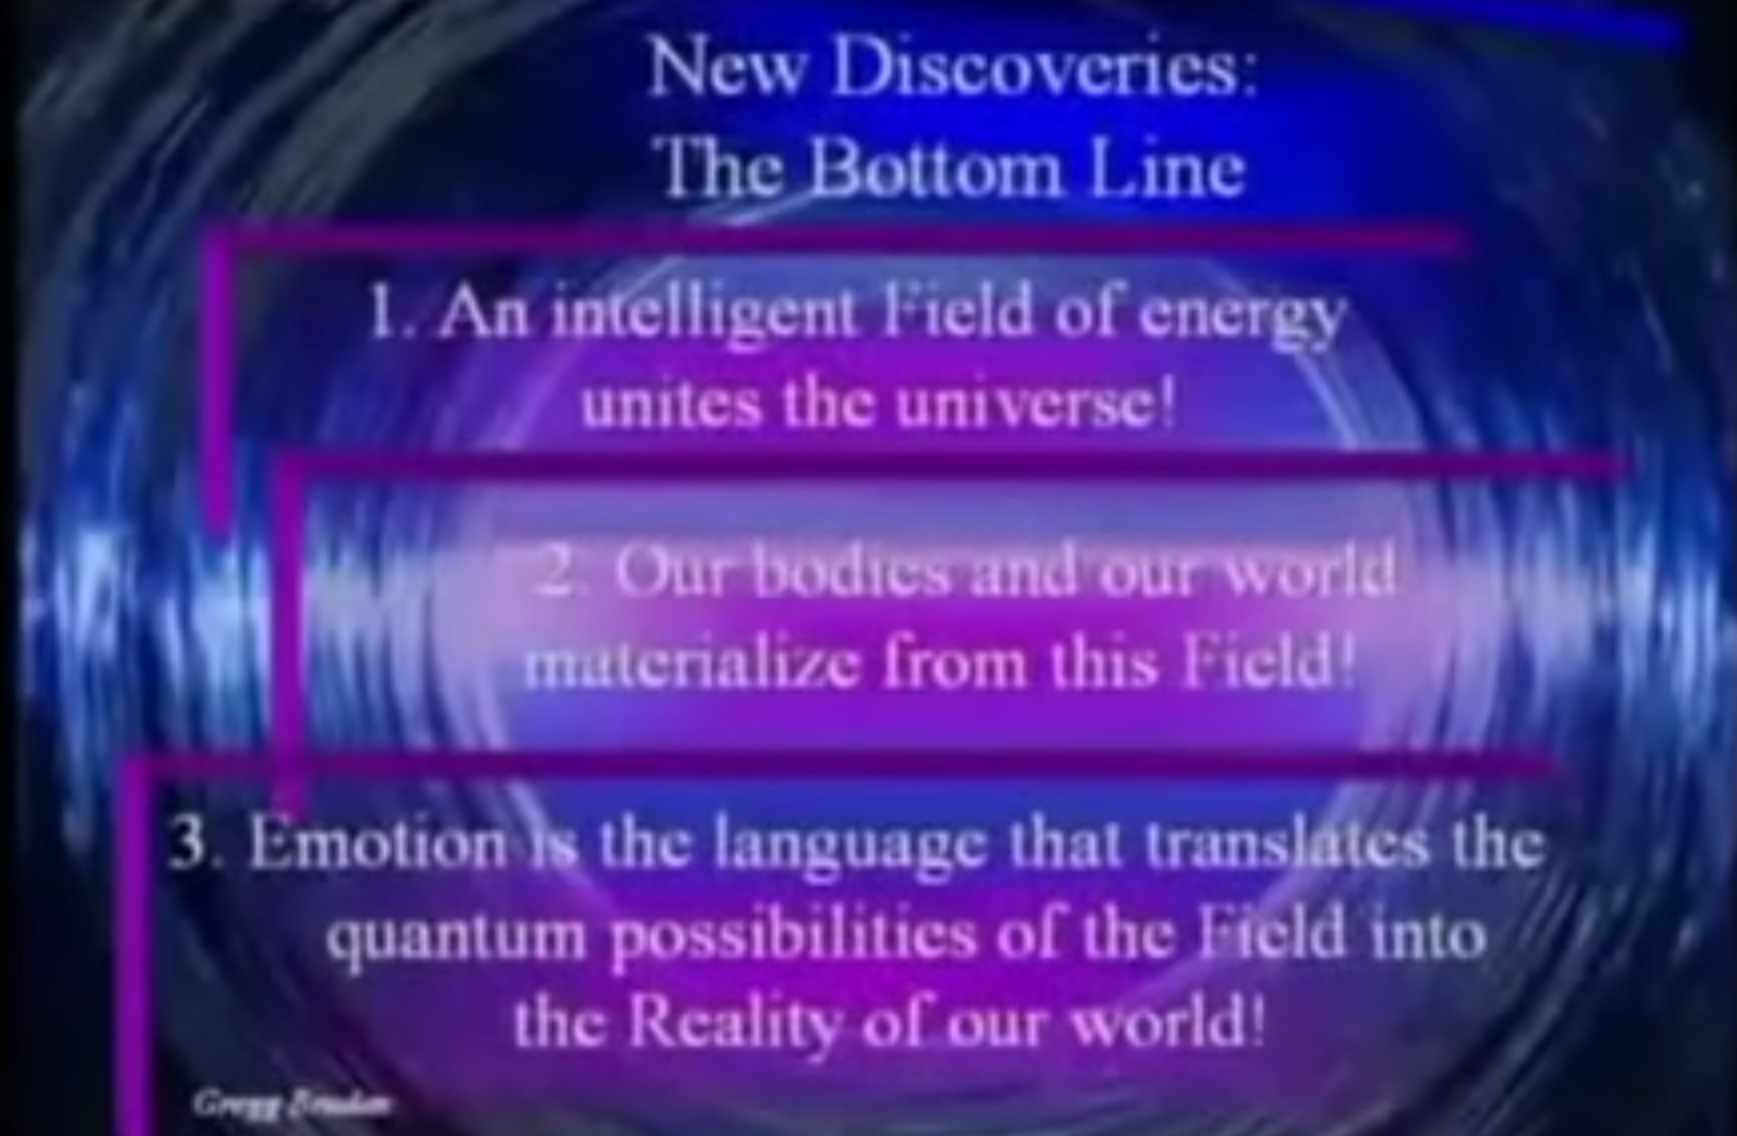 New Discoveries:
The Bottom Line
1. An intelligent Field of energy
unites the universe!
2. Our bodies and our world
materialize from this Field!
3. Emotion is the language that translates the
quantum possibilities of the Field into
the Reality of our world!
Gregg Braden